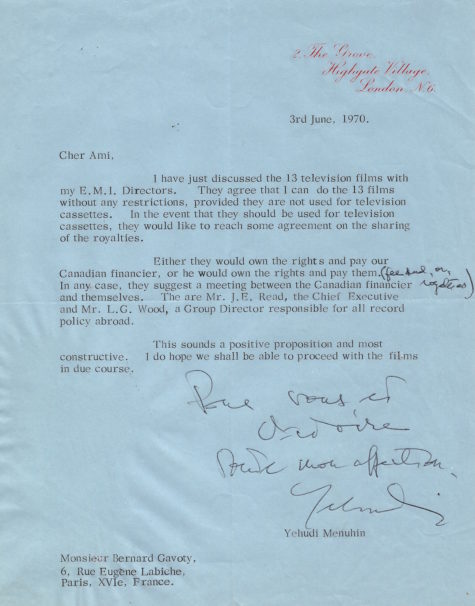 2, The Grove,
Highgate Village,
London, N.6.
3rd June, 1970.
Cher Ami,
I have just discussed the 13 television films with
my E.M.I. Directors. They agree that I can do the 13 films
without any restrictions, provided they are not used for television
cassettes. In the event that they should be used for television
cassettes, they would like to reach some agreement on the sharing
of the royalties.
Either they would own the rights and pay our
Canadian financier, or he would own the rights and pay them.
In any case, they suggest a meeting between the Canadian financier
and themselves. The are Mr. J.E. Read, the Chief Executive
and Mr. L.G. Wood, a Group Director responsible for all record
policy abroad.
This sounds a positive proposition and most
constructive. I do hope we shall be able to proceed with the films
in due course.
Pour vous et
Victoire
toute mon affection.
Yehudi
Yehudi Menuhin
Monsieur Bernard Gavoty,
6, Rue Eugène Labiche,
Paris, XVIe, France.